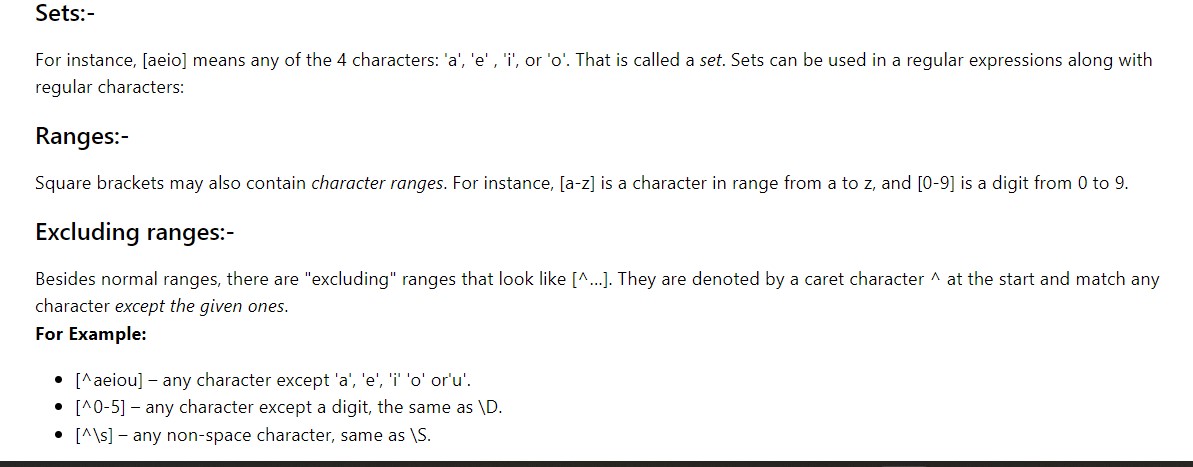 Sets:-
For instance, [aeio] means any of the 4 characters: 'a', 'e' , 'i', or 'o'. That is called a set. Sets can be used in a regular expressions along with
regular characters:
Ranges:-
Square brackets may also contain character ranges. For instance, [a-z] is a character in range from a to z, and [0-9] is a digit from 0 to 9.
Excluding ranges:-
Besides normal ranges, there are "excluding" ranges that look like [^…]. They are denoted by a caret character ^ at the start and match any
character except the given ones.
For Example:
• [^aeiou] – any character except 'a', 'e', 'i' 'o' or'u'.
• [^0-5] – any character except a digit, the same as \D.
• [^\s] – any non-space character, same as \S.